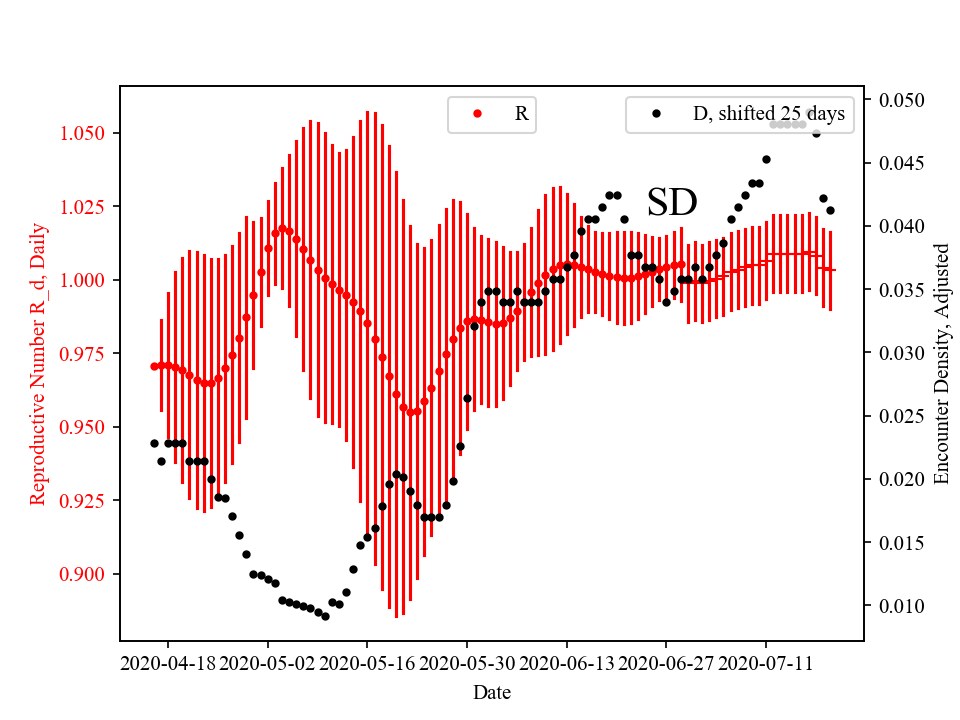 R
D, shifted 25 days
SD
1.050
1.025
1.000
0.975
0.950
0.925
0.900
Reproductive Number R_d, Daily
0.050
0.045
0.040
0.035
0.030
0.025
0.020
0.015
0.010
Encounter Density, Adjusted
2020-04-18 2020-05-02 2020-05-16 2020-05-30 2020-06-13 2020-06-27 2020-07-11
Date